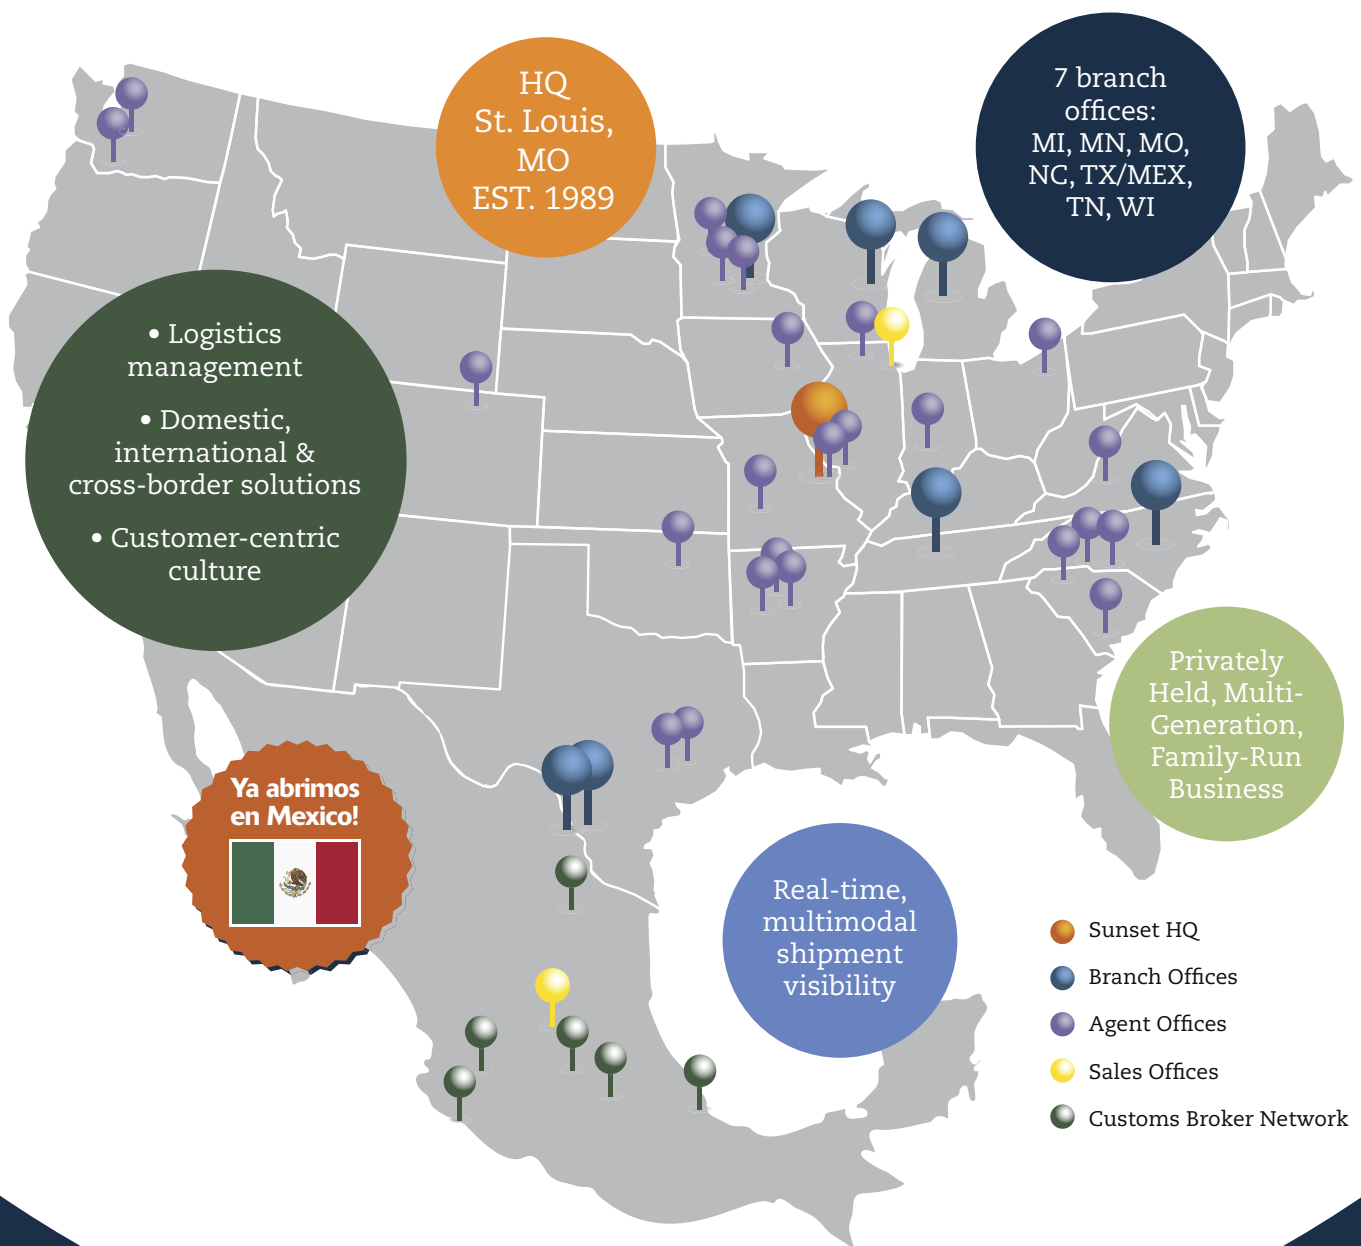 HQ
St. Louis,
MO
EST. 1989
7 branch
offices:
MI, MN, MO,
NC, TX/MEX,
TN, WI
• Logistics
management
• Domestic,
international &
cross-border solutions
• Customer-centric
culture
Privately
Held, Multi-
Generation,
Family-Run
Business
Ya abrimos
en Mexico!
Real-time,
multimodal
shipment
visibility
Sunset HQ
Branch Offices
Agent Offices
Sales Offices
Customs Broker Network